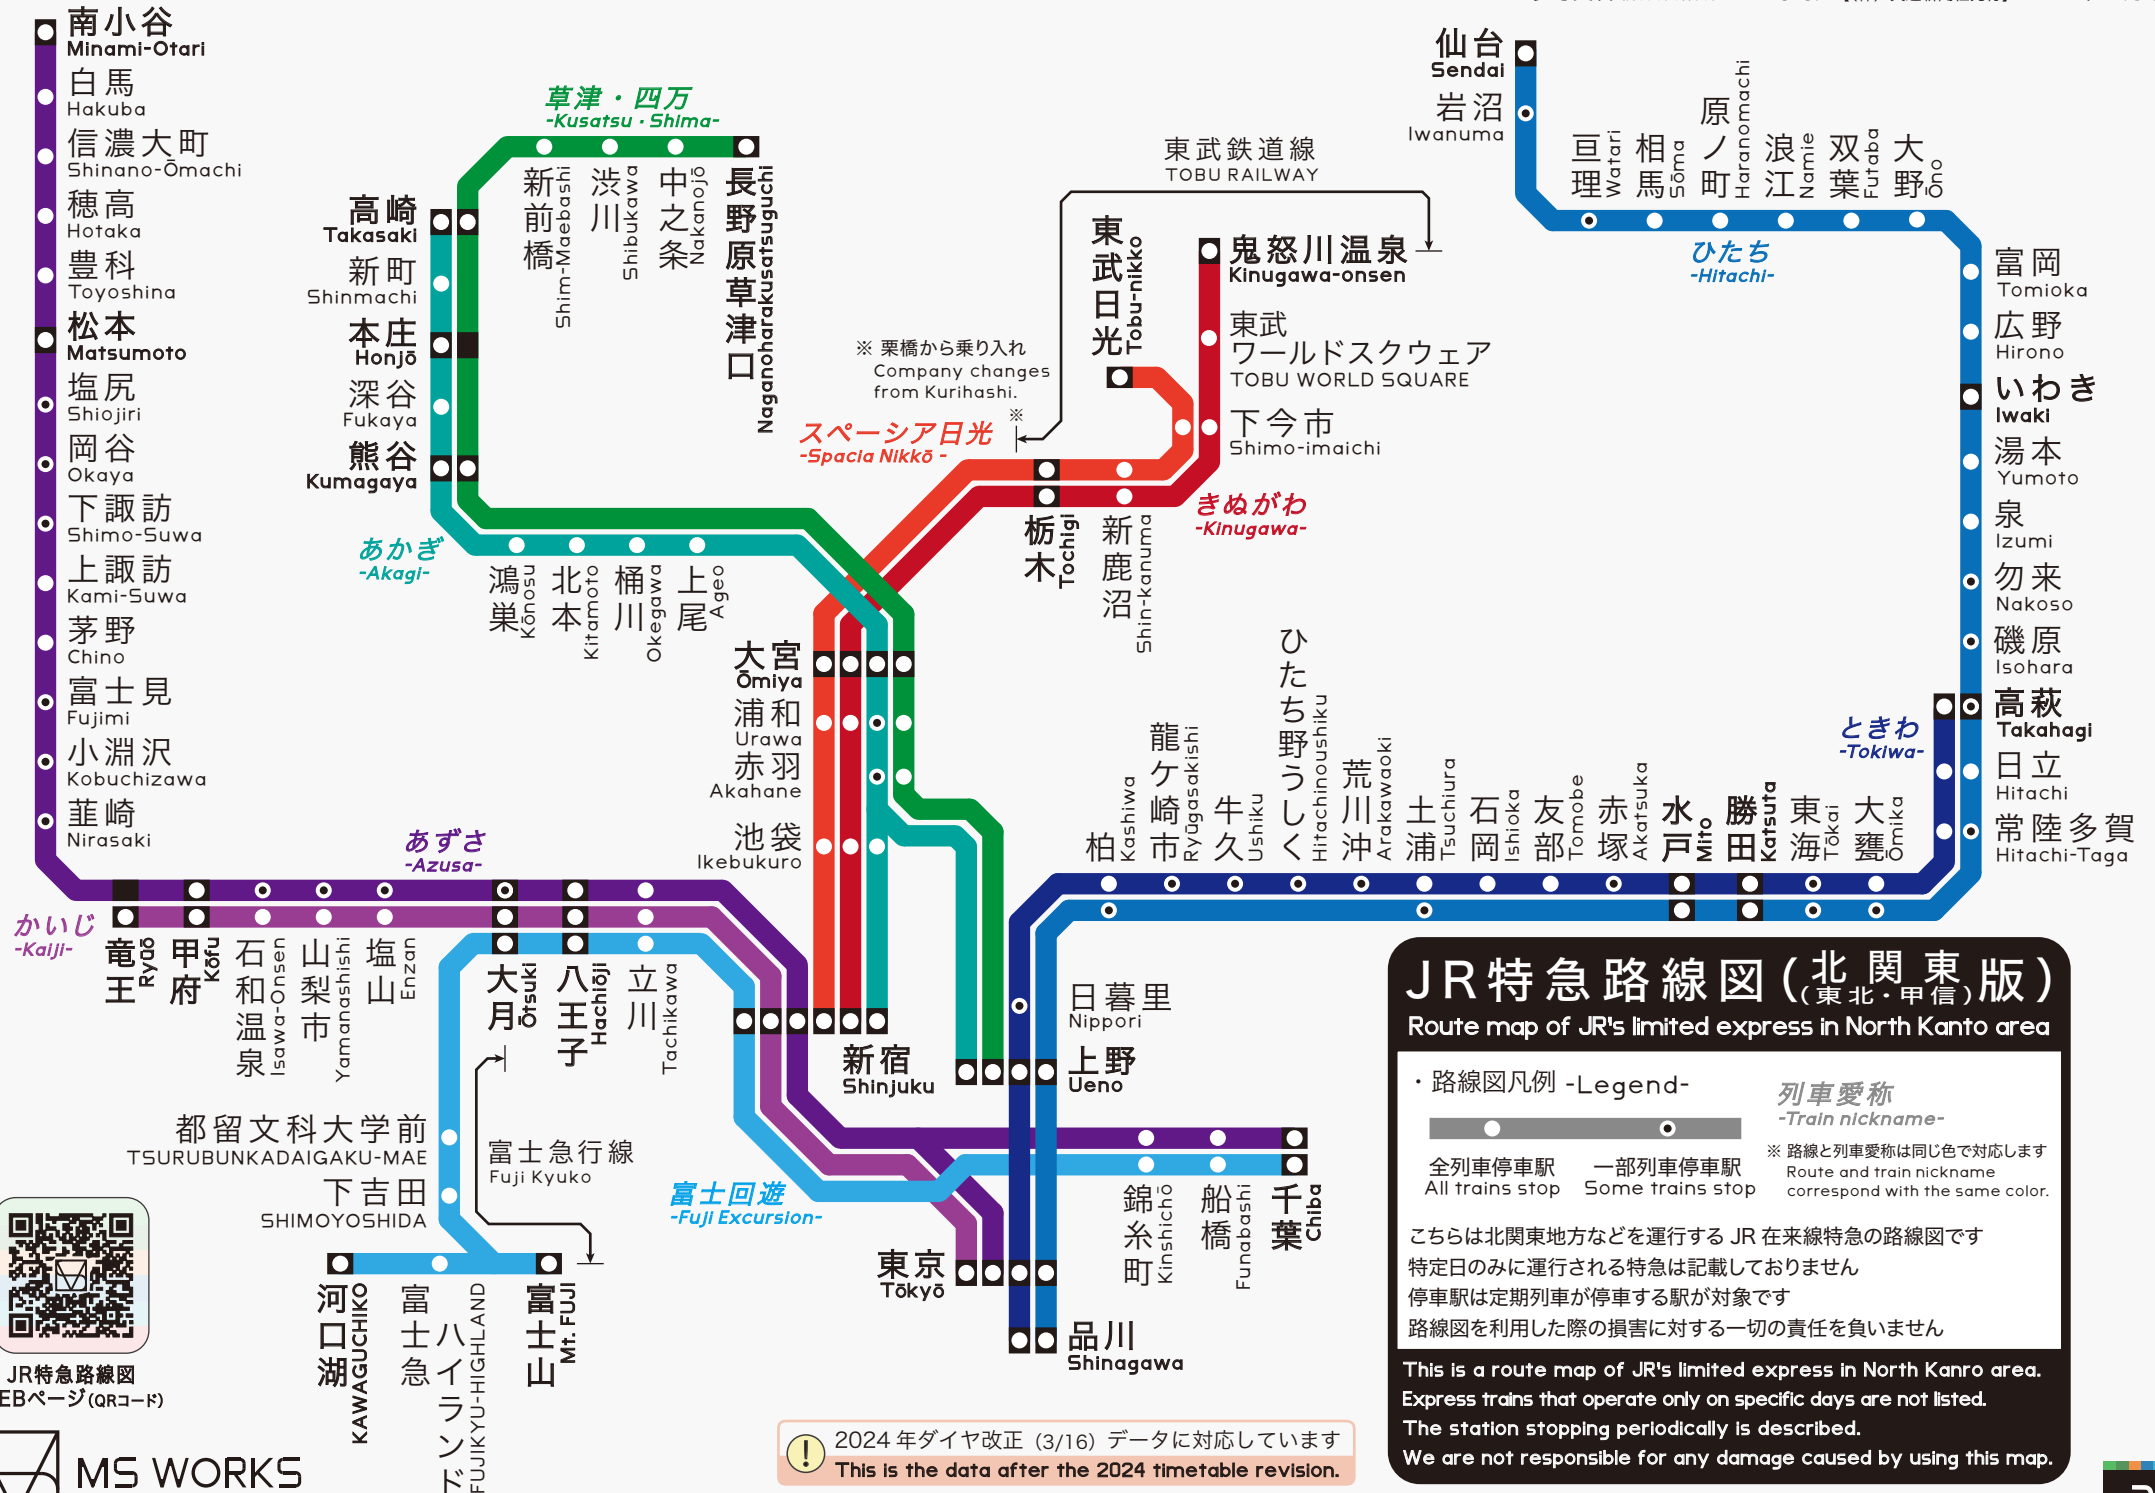 南小谷
Minami-Otari
白馬
Hakuba
信濃大町
Shinano-Ōmachi
穂高
Hotaka
豊科
Toyoshina
松本
Matsumoto
塩尻
Shiojiri
岡谷
Okaya
下諏訪
Shimo-Suwa
上諏訪
Kami-Suwa
茅野
Chino
富士見
Fujimi
小淵沢
Kobuchizawa
韮崎
Nirasaki
あずさ
-Azusa-
かいじ
-Kaiji-
竜王
Ryūō
甲府
Kōfu
石和温泉
Isawa-Onsen
山梨市
Yamanashishi
塩山
Enzan
大月
Ōtsuki
八王子
Hachiōji
立川
Tachikawa
草津・四万
-Kusatsu・Shima-
新前橋
Shim-Maebashi
渋川
Shibukawa
中之条
Nakanojō
長野原草津口
Naganoharakusatsuguchi
高崎
Takasaki
新町
Shinmachi
本庄
Honjō
深谷
Fukaya
熊谷
Kumagaya
あかぎ
-Akagi-
鴻巣
Kōnosu
北本
Kitamoto
桶川
Okegawa
上尾
Ageo
大宮
Ōmiya
浦和
Urawa
赤羽
Akahane
池袋
Ikebukuro
新宿
Shinjuku
東武鉄道線
TOBU RAILWAY
東武日光
Tobu-nikko
鬼怒川温泉
Kinugawa-onsen
東武
ワールドスクウェア
TOBU WORLD SQUARE
下今市
Shimo-imaichi
※ 栗橋から乗り入れ
Company changes
from Kurihashi.
※
スペーシア日光
-Spacia Nikkō -
きぬがわ
-Kinugawa-
栃木
Tochigi
新鹿沼
Shin-kanuma
仙台
Sendai
岩沼
Iwanuma
亘理
Watari
相馬
Sōma
原ノ町
Haranomachi
浪江
Namie
双葉
Futaba
大野
Ōno
ひたち
-Hitachi-
富岡
Tomioka
広野
Hirono
いわき
Iwaki
湯本
Yumoto
泉
Izumi
勿来
Nakoso
磯原
Isohara
高萩
Takahagi
日立
Hitachi
常陸多賀
Hitachi-Taga
ときわ
-Tokiwa-
柏
Kashiwa
龍ケ崎市
Ryūgasakishi
牛久
Ushiku
ひたち野うしく
Hitachinoushiku
荒川沖
Arakawaoki
土浦
Tsuchiura
石岡
Ishioka
友部
Tomobe
赤塚
Akatsuka
水戸
Mito
勝田
Katsuta
東海
Tōkai
大甕
Ōmika
日暮里
Nippori
上野
Ueno
東京
Tōkyō
品川
Shinagawa
錦糸町
Kinshichō
船橋
Funabashi
千葉
Chiba
富士回遊
-Fuji Excursion-
富士急行線
Fuji Kyuko
都留文科大学前
TSURUBUNKADAIGAKU-MAE
下吉田
SHIMOYOSHIDA
河口湖
KAWAGUCHIKO
富士急
ハイランド
FUJIKYU-HIGHLAND
富士山
Mt. FUJI
JR特急路線図
EBページ(QRコード)
MS WORKS
! 2024 年ダイヤ改正（3/16）データに対応しています
This is the data after the 2024 timetable revision.
JR特急路線図(北関東(東北・甲信)版)
Route map of JR's limited express in North Kanto area
・路線図凡例 -Legend-
列車愛称
-Train nickname-
全列車停車駅
All trains stop
一部列車停車駅
Some trains stop
※ 路線と列車愛称は同じ色で対応します
Route and train nickname
correspond with the same color.
こちらは北関東地方などを運行する JR 在来線特急の路線図です
特定日のみに運行される特急は記載しておりません
停車駅は定期列車が停車する駅が対象です
路線図を利用した際の損害に対する一切の責任を負いません
This is a route map of JR's limited express in North Kanro area.
Express trains that operate only on specific days are not listed.
The station stopping periodically is described.
We are not responsible for any damage caused by using this map.